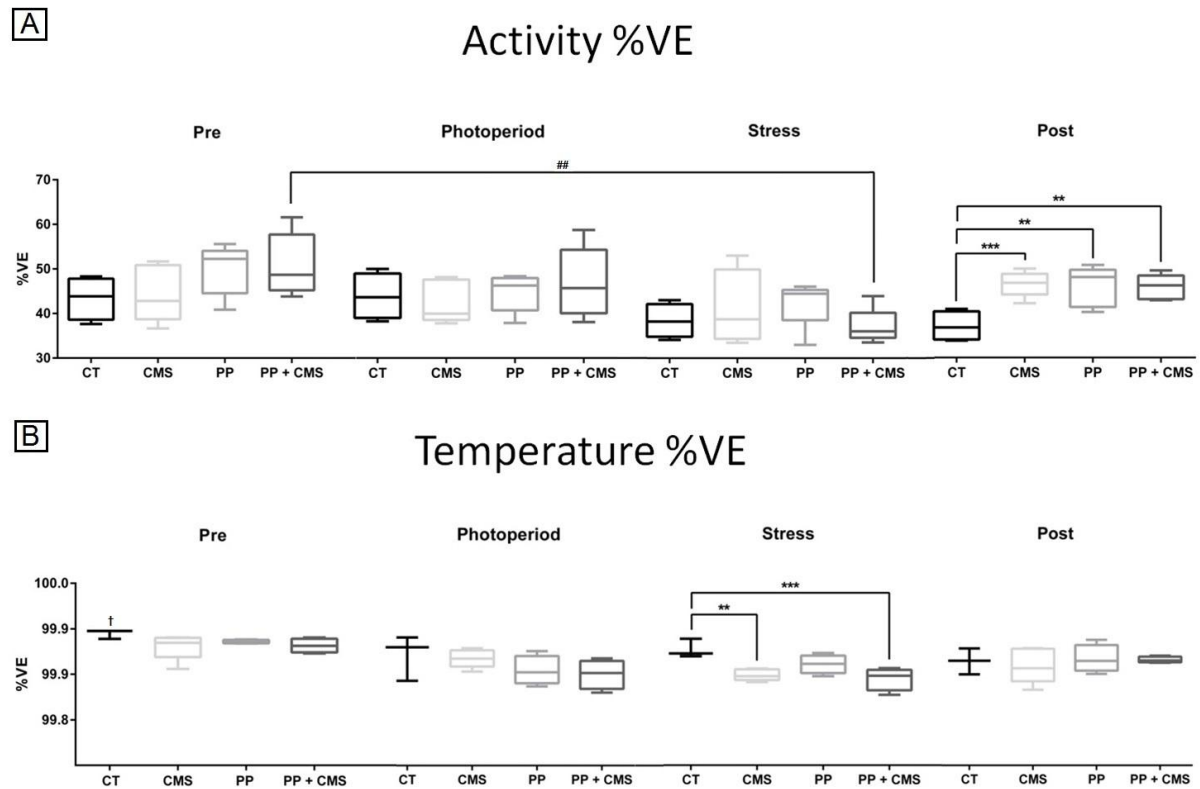 A
Activity %VE
Pre Photoperiod Stress Post
##
**
**
***
70
60
50
40
30
%VE
CT CMS PP PP + CMS CT CMS PP PP + CMS CT CMS PP PP + CMS CT CMS PP PP + CMS
B
Temperature %VE
Pre Photoperiod Stress Post
***
**
†
100.0
99.9
99.9
99.8
%VE
CT CMS PP PP + CMS CT CMS PP PP + CMS CT CMS PP PP + CMS CT CMS PP PP + CMS